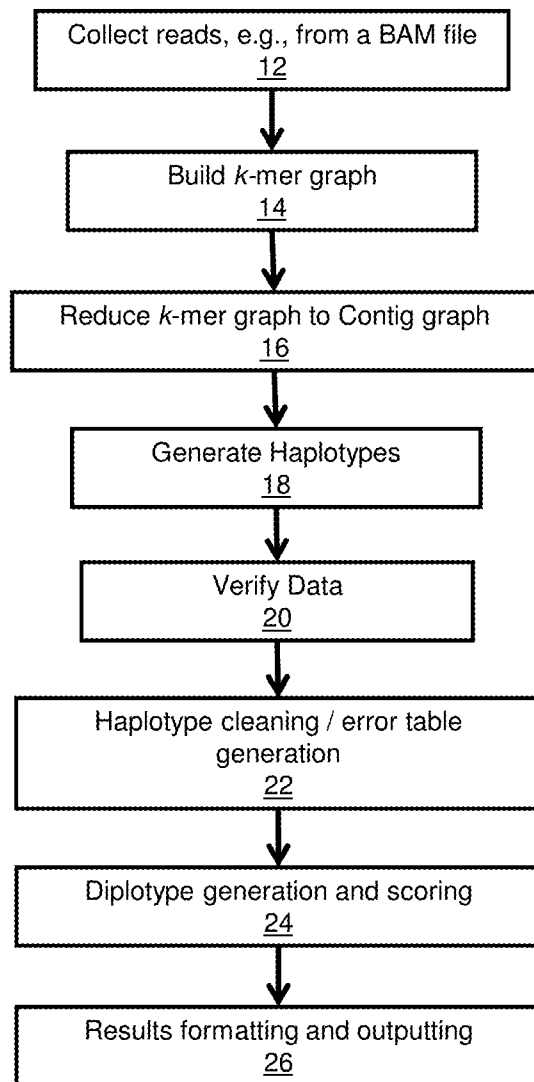 Collect reads, e.g., from a BAM file
12
Build k-mer graph
14
Reduce k-mer graph to Contig graph
16
Generate Haplotypes
18
Verify Data
20
Haplotype cleaning / error table
generation
22
Diplotype generation and scoring
24
Results formatting and outputting
26